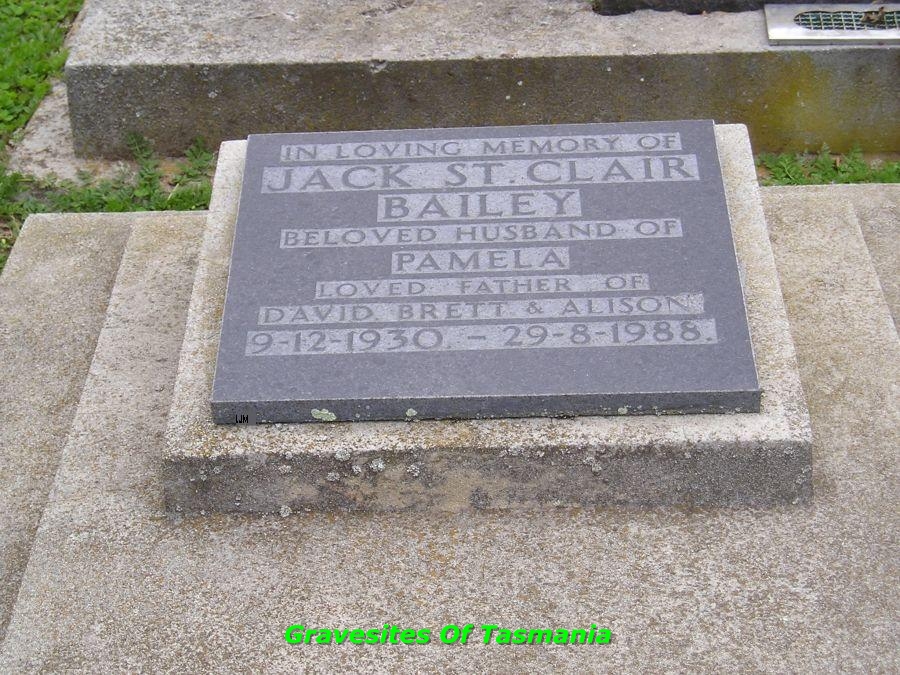 IN LOVING MEMORY OF
JACK ST. CLAIR
BAILEY
BELOVED HUSBAND OF
PAMELA
LOVED FATHER OF
DAVID, BRETT & ALISON
9-12-1930. - 29-8-1988.
IJM
Gravesites Of Tasmania